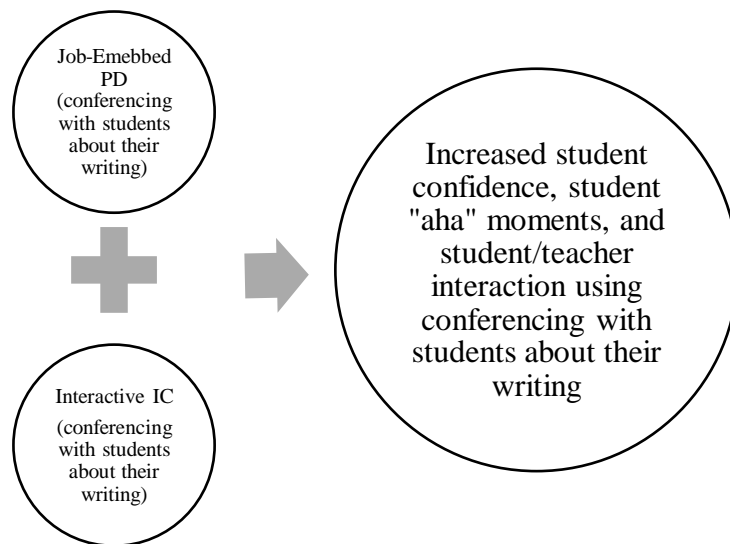 Job-Emebbed
PD
(conferencing
with students
about their
writing)
Interactive IC
(conferencing
with students
about their
writing)
Increased student
confidence, student
"aha" moments, and
student/teacher
interaction using
conferencing with
students about their
writing